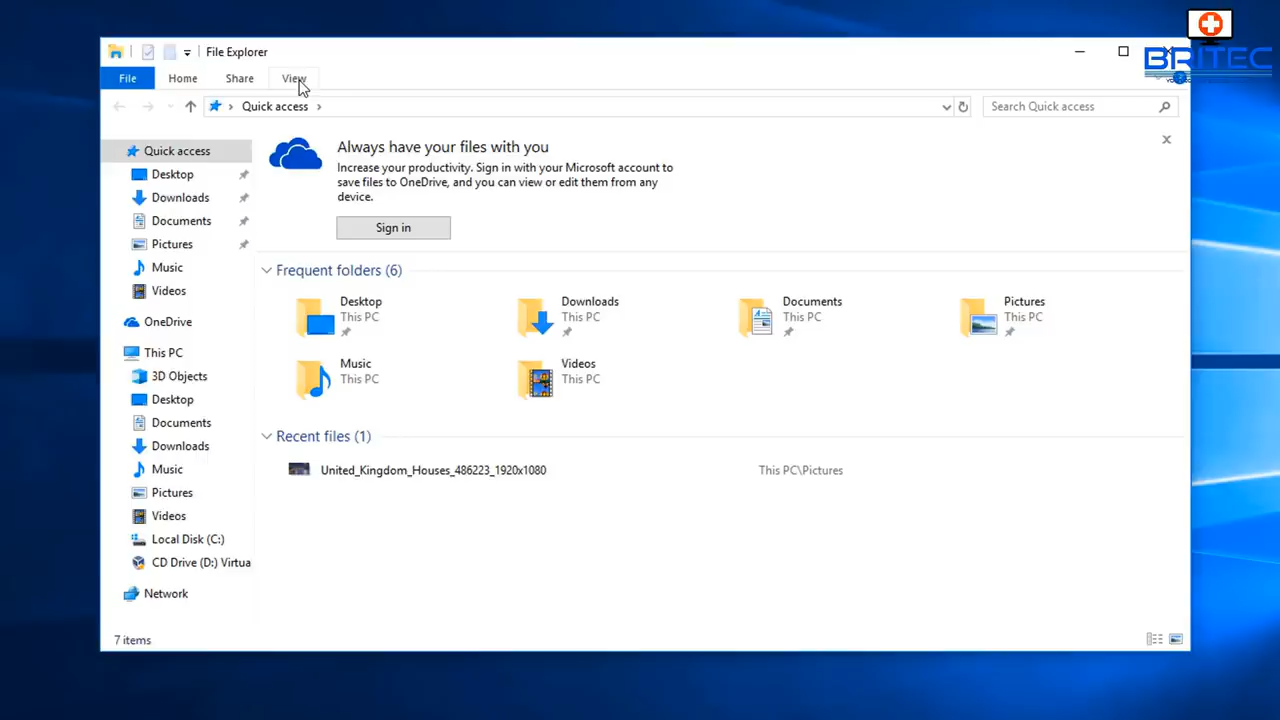 File Explorer
BRITEC
File Home Share View
Quick access
Search Quick access
Quick access
Desktop
Downloads
Documents
Pictures
Music
Videos
OneDrive
This PC
3D Objects
Desktop
Documents
Downloads
Music
Pictures
Videos
Local Disk (C:)
CD Drive (D:) Virtua
Network
Always have your files with you
Increase your productivity. Sign in with your Microsoft account to
save files to OneDrive, and you can view or edit them from any
device.
Sign in
Frequent folders (6)
Desktop
This PC
Downloads
This PC
Documents
This PC
Pictures
This PC
Music
This PC
Videos
This PC
Recent files (1)
United_Kingdom_Houses_486223_1920x1080 This PC\Pictures
7 items